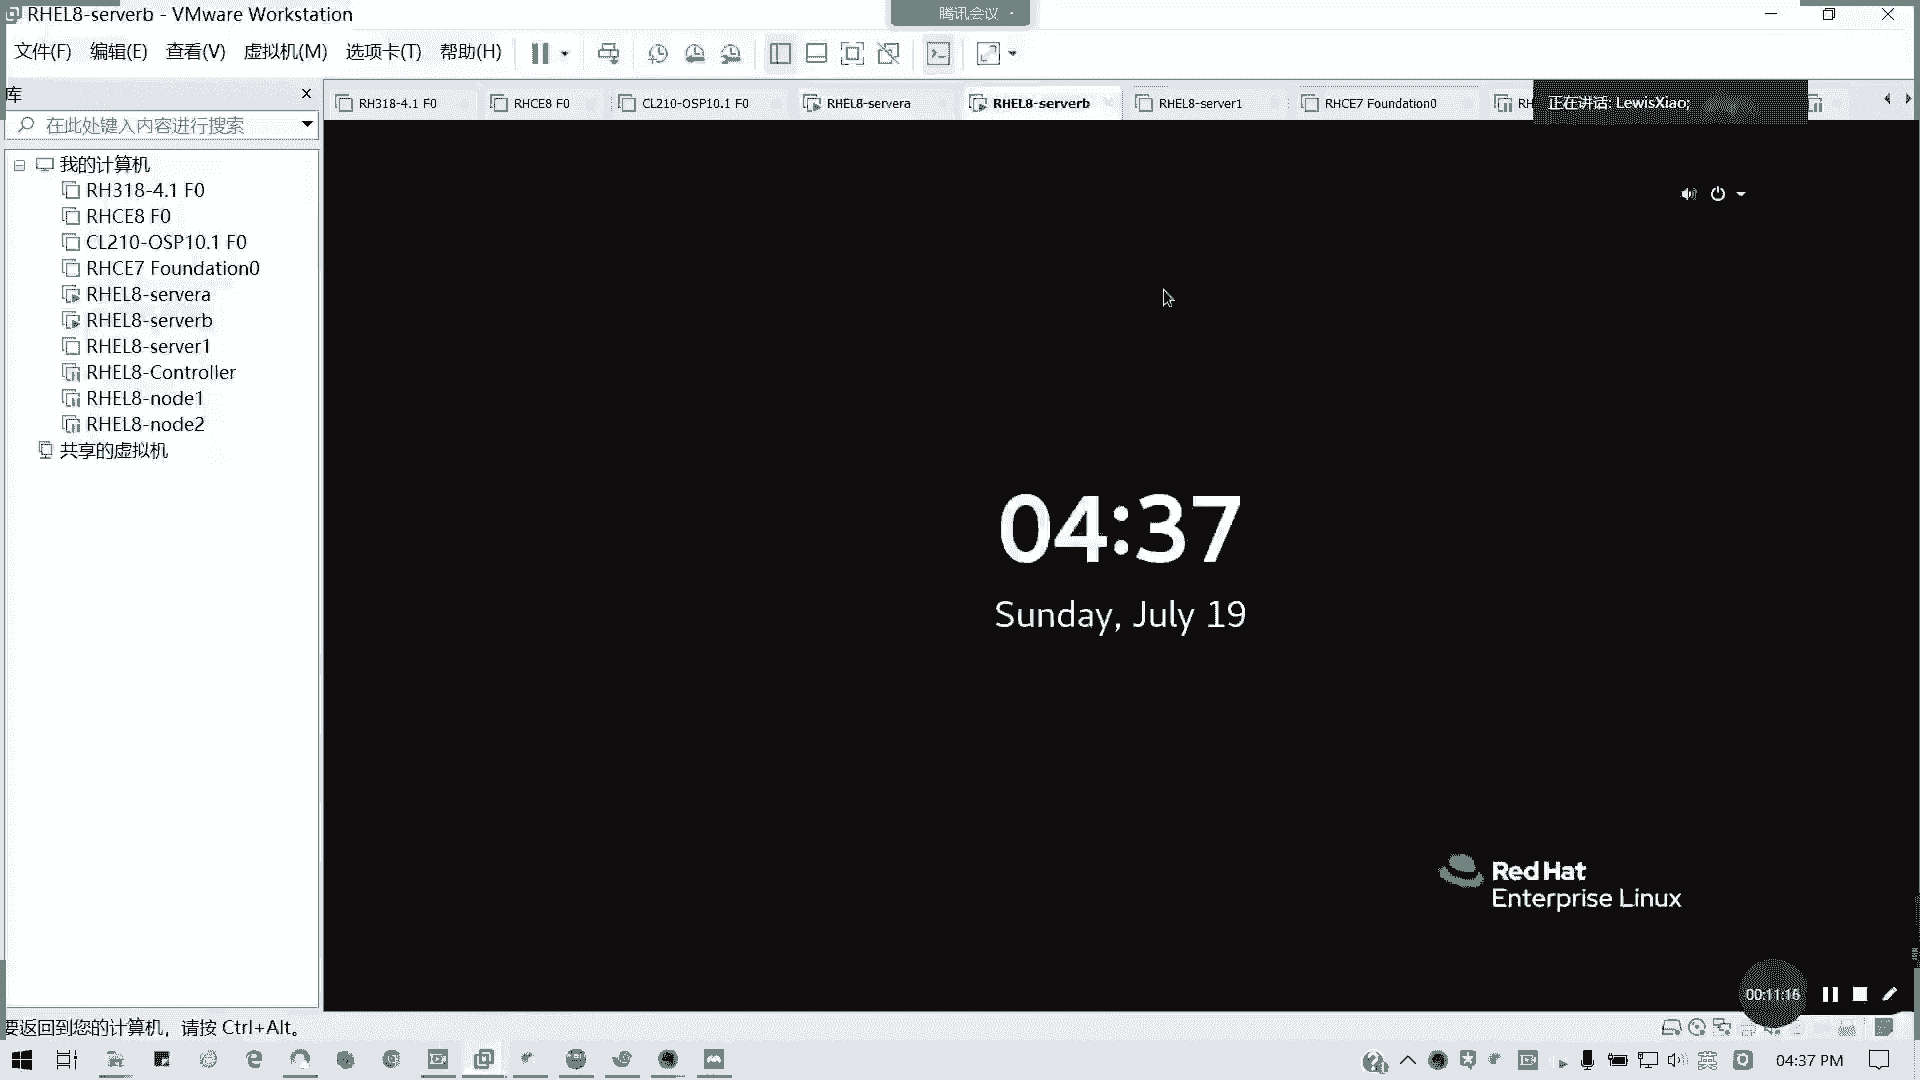 RHEL8-serverb - VMware Workstation
腾讯会议
文件(F) 编辑(E) 查看(V) 虚拟机(M) 选项卡(T) 帮助(H)
库
RH318-4.1 F0
RHCE8 F0
CL210-OSP10.1 F0
RHEL8-servera
RHEL8-serverb
RHEL8-server1
RHCE7 Foundation0
RH
正在讲话: LewisXiao;
在此处键入内容进行搜索
我的计算机
RH318-4.1 F0
RHCE8 F0
CL210-OSP10.1 F0
RHCE7 Foundation0
RHEL8-servera
RHEL8-serverb
RHEL8-server1
RHEL8-Controller
RHEL8-node1
RHEL8-node2
共享的虚拟机
04:37
Sunday, July 19
Red Hat
Enterprise Linux
00:11:15
要返回到您的计算机，请按 Ctrl+Alt。
英
04:37 PM